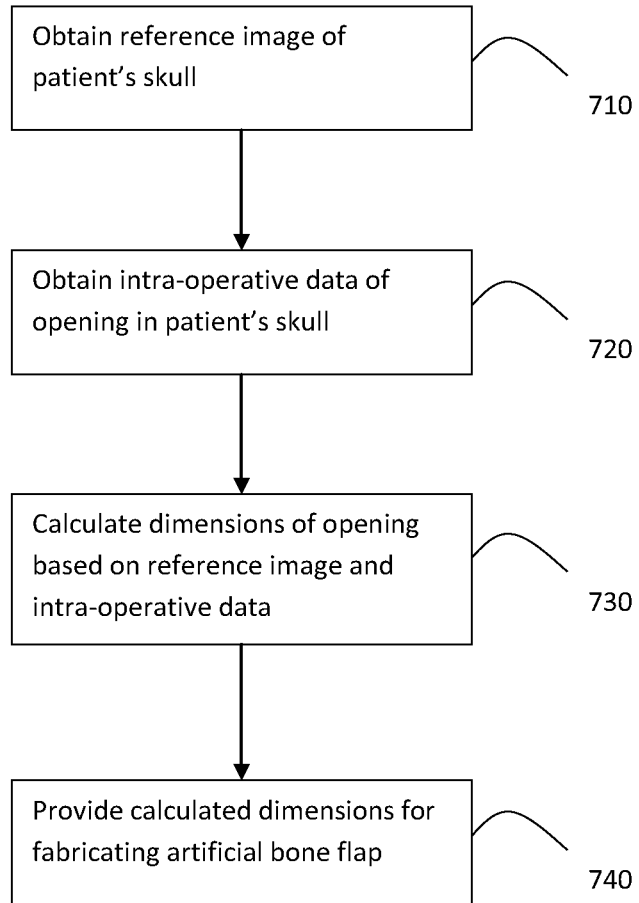 Obtain reference image of
patient's skull
710
Obtain intra-operative data of
opening in patient's skull
720
Calculate dimensions of opening
based on reference image and
intra-operative data
730
Provide calculated dimensions for
fabricating artificial bone flap
740